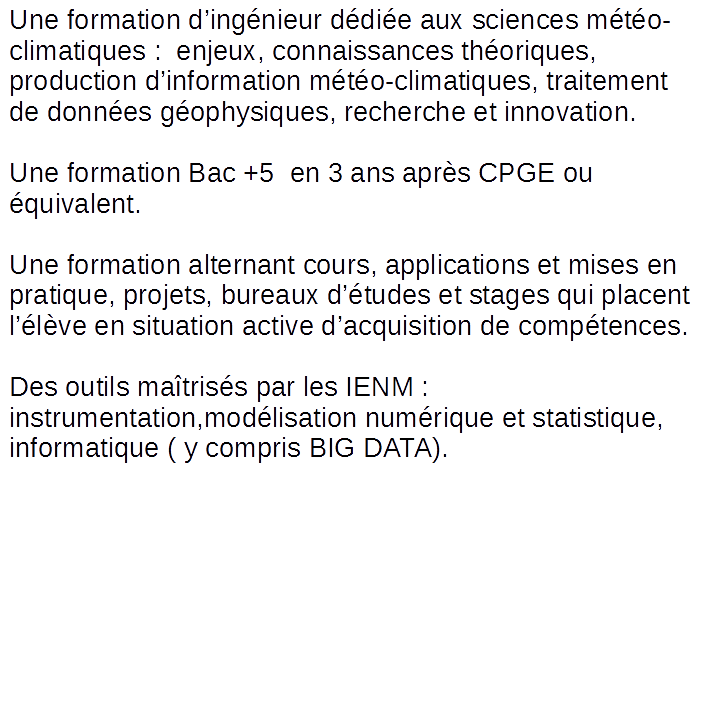 Une formation d’ingénieur dédiée aux sciences météo-
climatiques :  enjeux, connaissances théoriques,
production d’information météo-climatiques, traitement
de données géophysiques, recherche et innovation.
Une formation Bac +5  en 3 ans après CPGE ou
équivalent.
Une formation alternant cours, applications et mises en
pratique, projets, bureaux d’études et stages qui placent
l’élève en situation active d’acquisition de compétences.
Des outils maîtrisés par les IENM :
instrumentation,modélisation numérique et statistique,
informatique ( y compris BIG DATA).